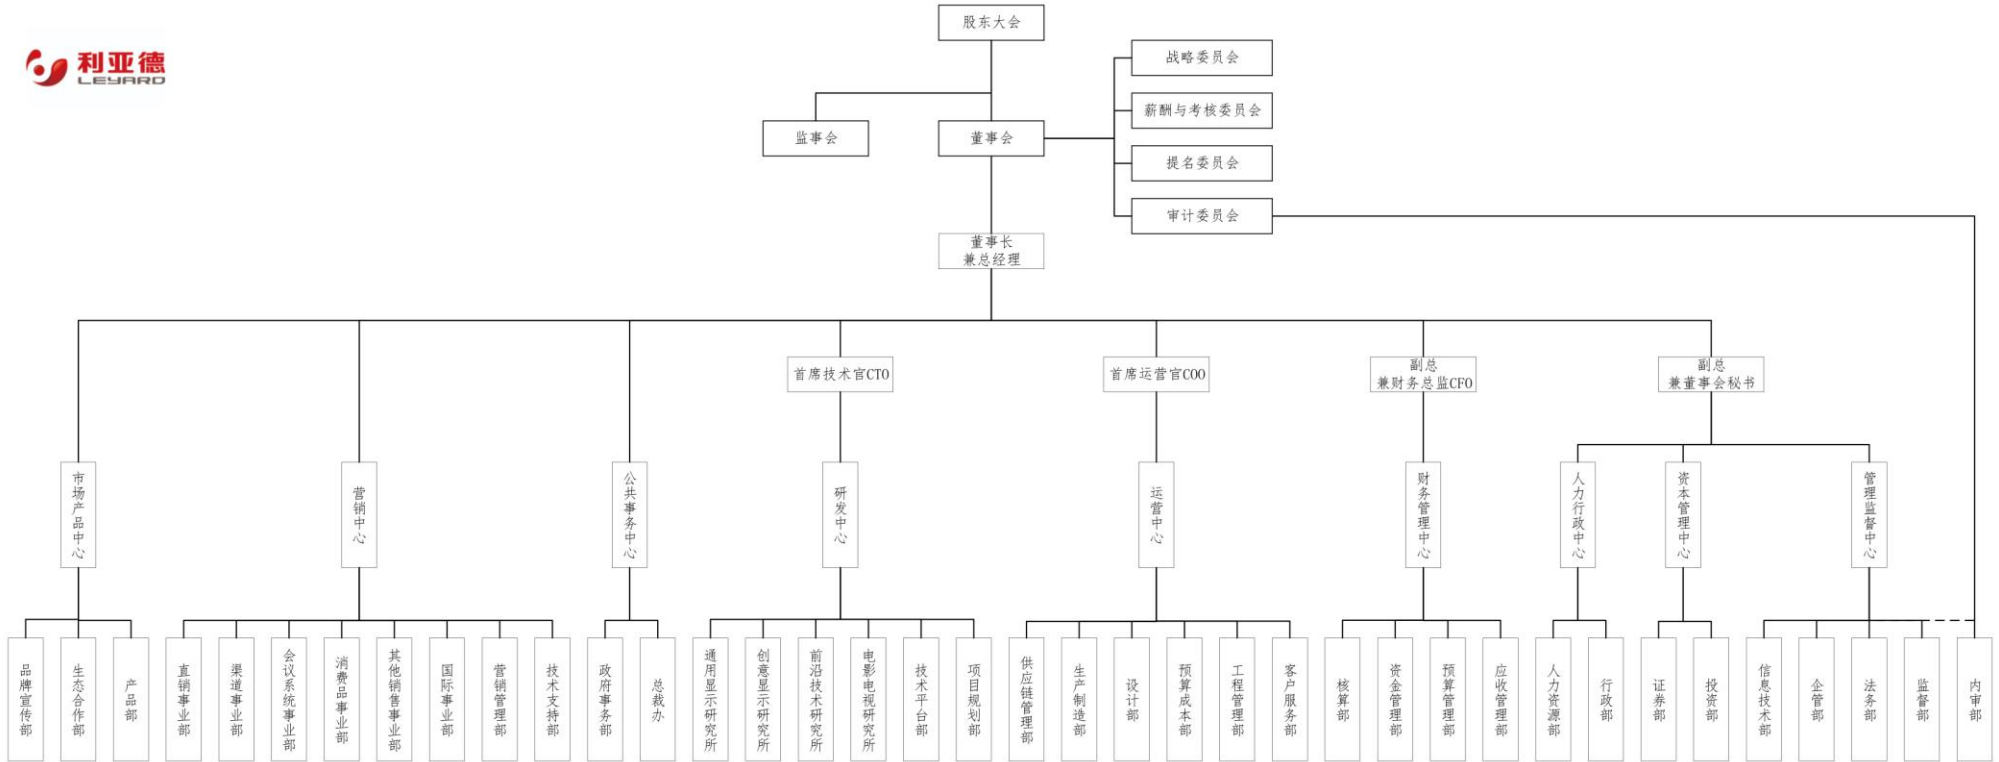 利亚德
LEYARD
股东大会
战略委员会
薪酬与考核委员会
监事会
董事会
提名委员会
审计委员会
董事长
兼总经理
首席技术官CTO
首席运营官COO
副总
兼财务总监CFO
副总
兼董事会秘书
市场产品中心
营销中心
公共事务中心
研发中心
运营中心
财务管理中心
人力行政中心
资本管理中心
管理监督中心
品牌宣传部
生态合作部
产品部
直销事业部
渠道事业部
会议系统事业部
消费品事业部
其他销售事业部
国际事业部
营销管理部
技术支持部
政府事务部
总裁办
通用显示研究所
创意显示研究所
前沿技术研究所
电影电视研究所
技术平台部
项目规划部
供应链管理部
生产制造部
设计部
预算成本部
工程管理部
客户服务部
核算部
资金管理部
预算管理部
应收管理部
人力资源部
行政部
证券部
投资部
信息技术部
企管部
法务部
监督部
内审部